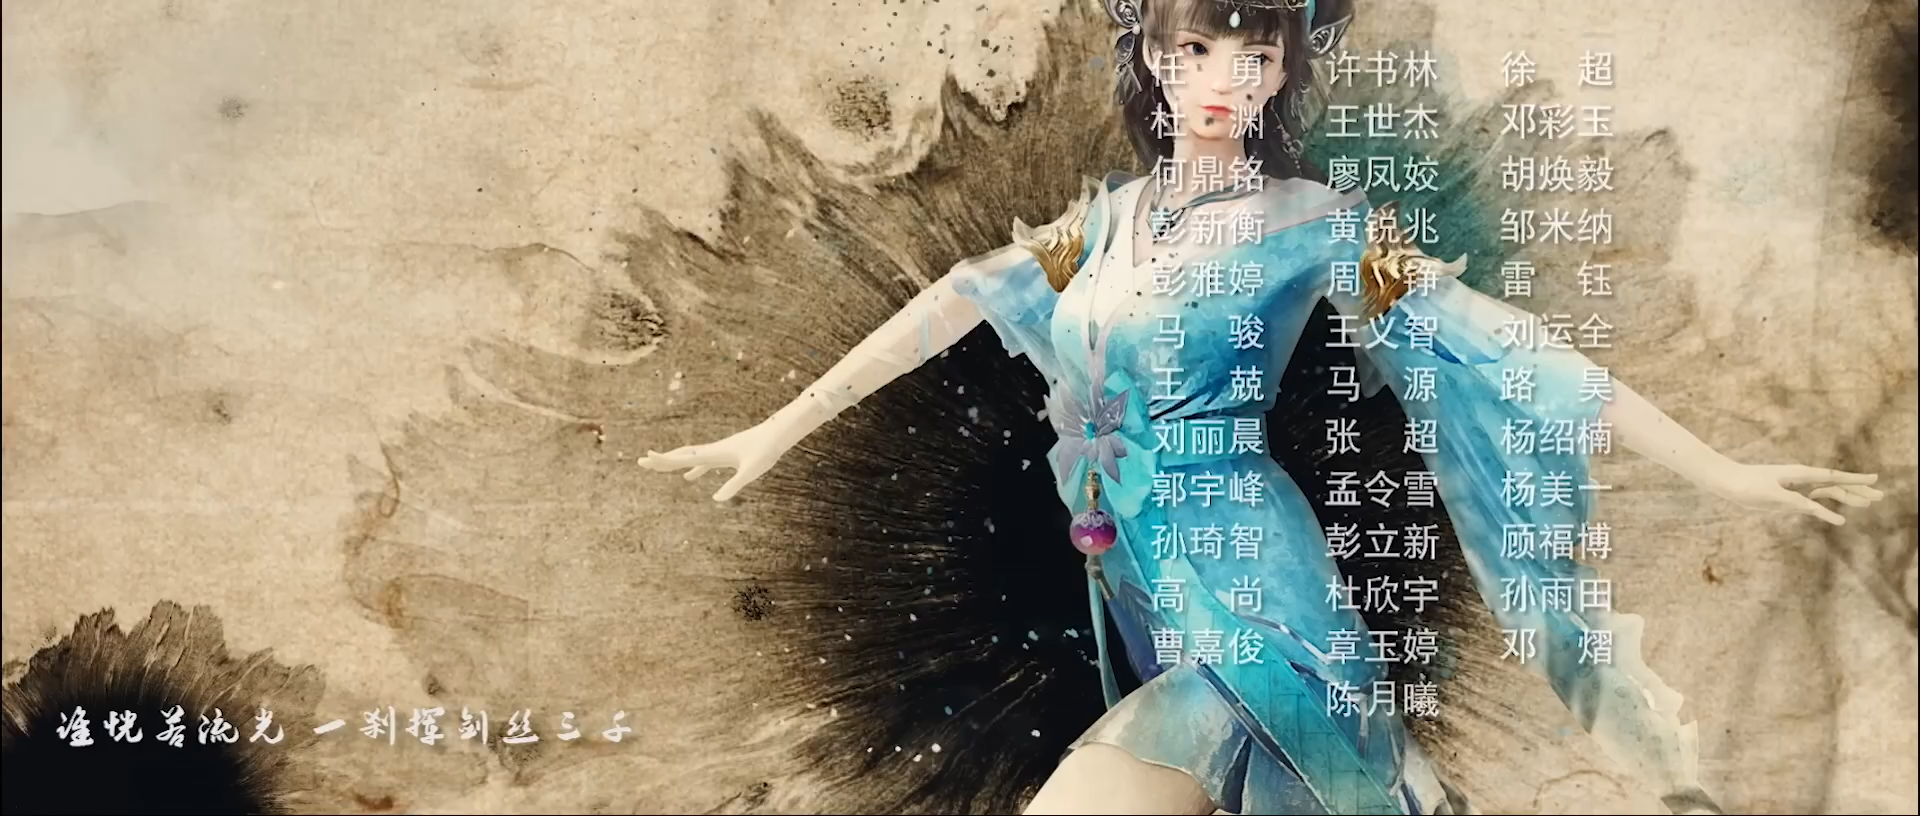 任勇 许书林 徐超
杜渊 王世杰 邓彩玉
何鼎铭 廖凤姣 胡焕毅
彭新衡 黄锐兆 邹米纳
彭雅婷 周铮 雷钰
马骏 王义智 刘运全
王兢 马源 路昊
刘丽晨 张超 杨绍楠
郭宇峰 孟令雪 杨美一
孙琦智 彭立新 顾福博
高尚 杜欣宇 孙雨田
曹嘉俊 章玉婷 邓熠
陈月曦
谁恍若流光 一刹挥剑丝三千